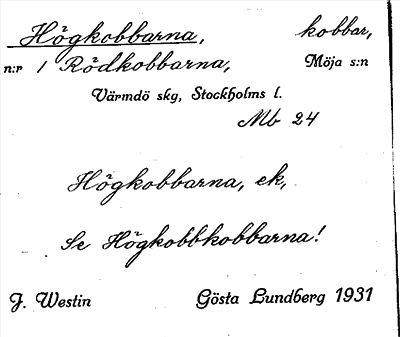 Högkobbarna, kobbar,
n:r 1 Rödkobbarna, Möja s:n
Värmdö skg, Stockholms l.
Mb 24
Högkobbarna, ek,
Se Högkobbkobbarna!
J. Westin Gösta Lundberg 1931